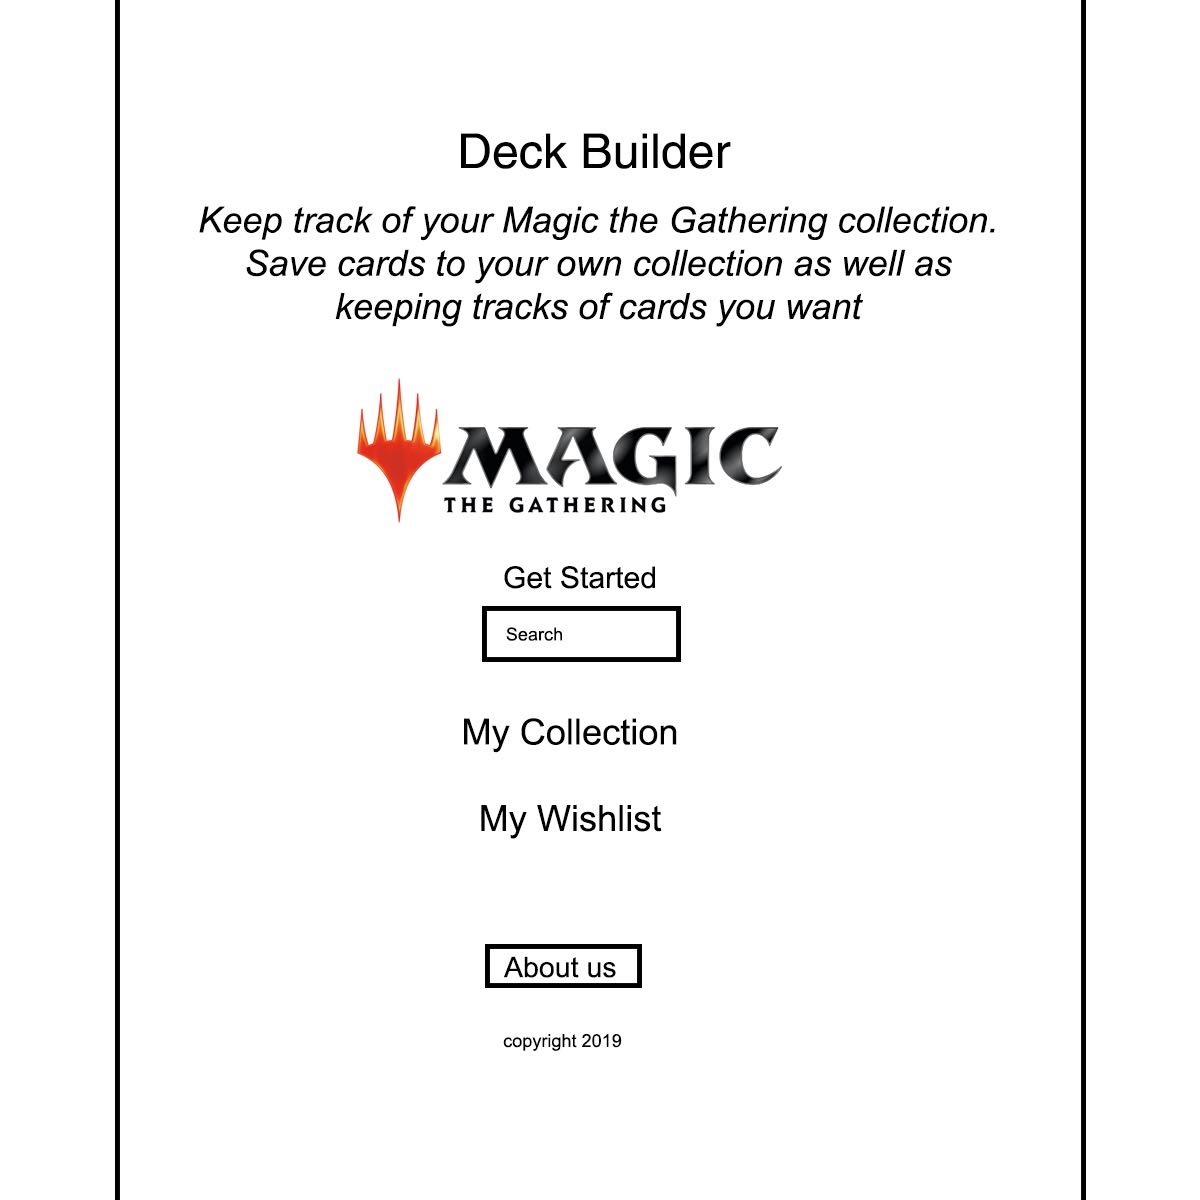 Deck Builder
Keep track of your Magic the Gathering collection.
Save cards to your own collection as well as
keeping tracks of cards you want
MAGIC
THE GATHERING
Get Started
Search
My Collection
My Wishlist
About us
copyright 2019